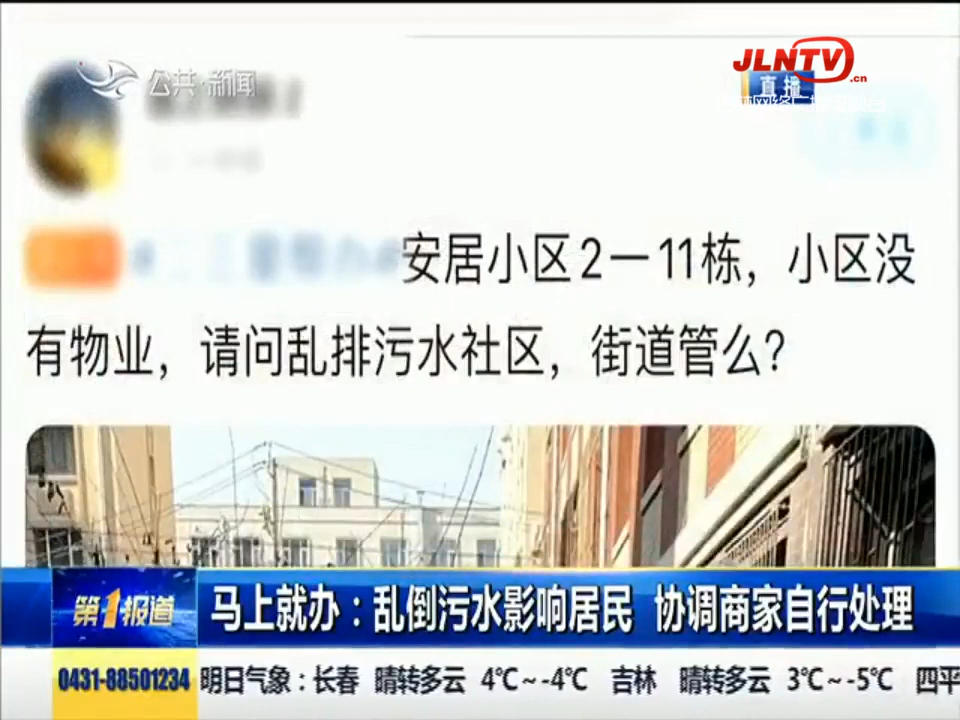 公共·新闻
JLNTV.cn
直播
安居小区2一11栋，小区没
有物业，请问乱排污水社区，街道管么？
第1报道
马上就办：乱倒污水影响居民 协调商家自行处理
0431-88501234
明日气象：长春 晴转多云 4℃~-4℃ 吉林 晴转多云 3℃~-5℃ 四平